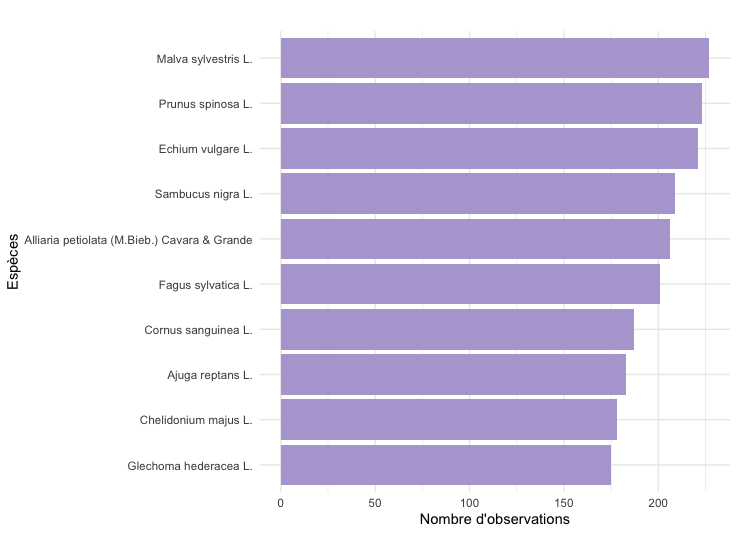 Malva sylvestris L.
Prunus spinosa L.
Echium vulgare L.
Sambucus nigra L.
Alliaria petiolata (M.Bieb.) Cavara & Grande
Fagus sylvatica L.
Cornus sanguinea L.
Ajuga reptans L.
Chelidonium majus L.
Glechoma hederacea L.
Espèces
0 50 100 150 200
Nombre d'observations